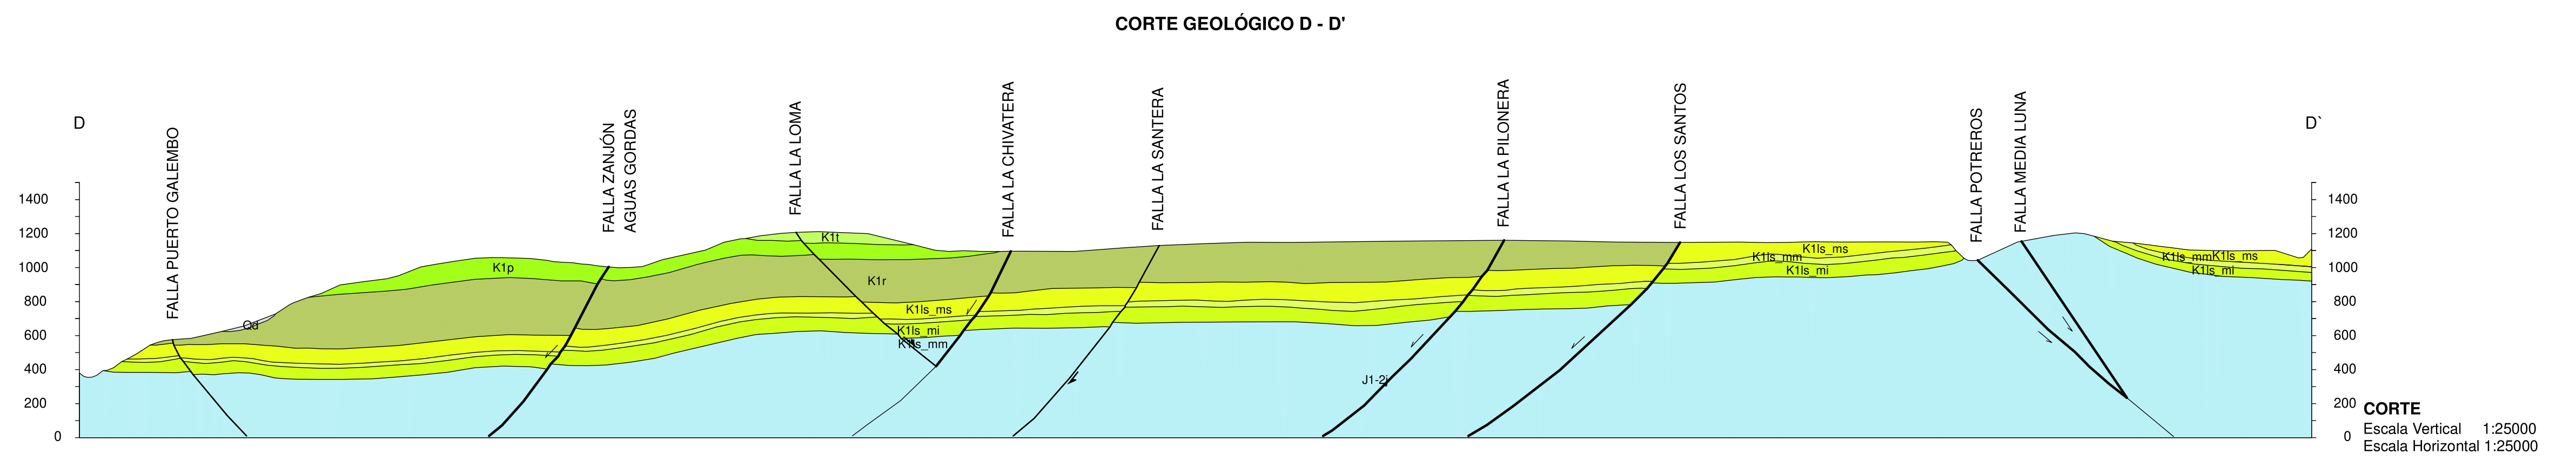 CORTE GEOLÓGICO D - D'
D
D`
FALLA PUERTO GALEMBO
FALLA ZANJÓN
AGUAS GORDAS
FALLA LA LOMA
FALLA LA CHIVATERA
FALLA LA SANTERA
FALLA LA PILONERA
FALLA LOS SANTOS
FALLA POTREROS
FALLA MEDIA LUNA
1400
1200
1000
800
600
400
200
0
1400
1200
1000
800
600
400
200
0
Qd
K1p
K1t
K1r
K1ls_ms
K1ls_mi
K1ls_mm
J1-2j
K1ls_ms
K1ls_mm
K1ls_mi
K1ls_mm
K1ls_ms
K1ls_mi
CORTE
Escala Vertical 1:25000
Escala Horizontal 1:25000